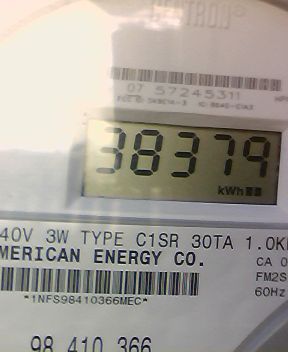 CENTRON®
07 57245311
38379
kWh
40V 3W TYPE C1SR 30TA 1.0K
MERICAN ENERGY CO.
CA 0
FM2S
*1NFS98410366MEC*
60Hz
98 410 366